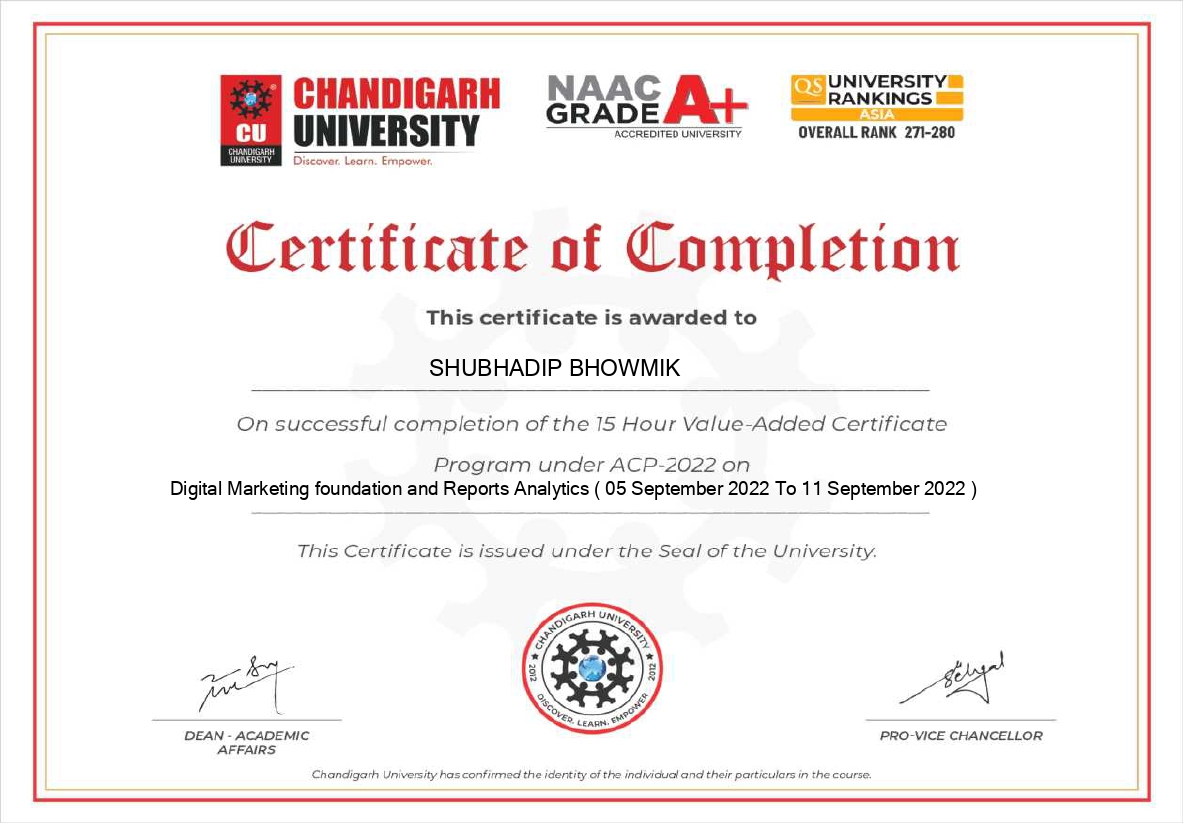 CU
CHANDIGARH
UNIVERSITY
CHANDIGARH
UNIVERSITY
Discover. Learn. Empower.
NAAC
GRADE A+
ACCREDITED UNIVERSITY
QS UNIVERSITY
RANKINGS
ASIA
OVERALL RANK 271-280
Certificate of Completion
This certificate is awarded to
SHUBHADIP BHOWMIK
On successful completion of the 15 Hour Value-Added Certificate
Program under ACP-2022 on
Digital Marketing foundation and Reports Analytics ( 05 September 2022 To 11 September 2022 )
This Certificate is issued under the Seal of the University.
★ CHANDIGARH UNIVERSITY ★
2012 2012
DISCOVER. LEARN. EMPOWER
Sehgal
DEAN - ACADEMIC
AFFAIRS
PRO-VICE CHANCELLOR
Chandigarh University has confirmed the identity of the individual and their particulars in the course.